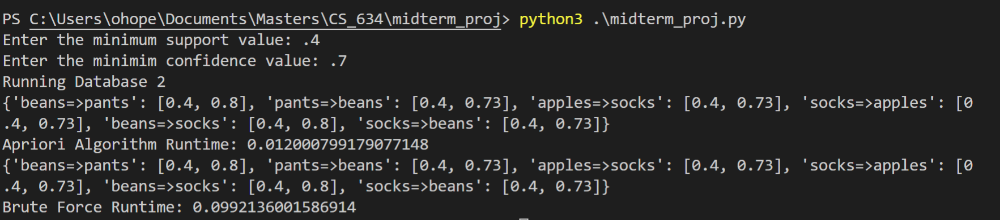 PS C:\Users\ohope\Documents\Masters\CS_634\midterm_proj> python3 .\midterm_proj.py
Enter the minimum support value: .4
Enter the minimim confidence value: .7
Running Database 2
{'beans=>pants': [0.4, 0.8], 'pants=>beans': [0.4, 0.73], 'apples=>socks': [0.4, 0.73], 'socks=>apples': [0
.4, 0.73], 'beans=>socks': [0.4, 0.8], 'socks=>beans': [0.4, 0.73]}
Apriori Algorithm Runtime: 0.012000799179077148
{'beans=>pants': [0.4, 0.8], 'pants=>beans': [0.4, 0.73], 'apples=>socks': [0.4, 0.73], 'socks=>apples': [0
.4, 0.73], 'beans=>socks': [0.4, 0.8], 'socks=>beans': [0.4, 0.73]}
Brute Force Runtime: 0.0992136001586914